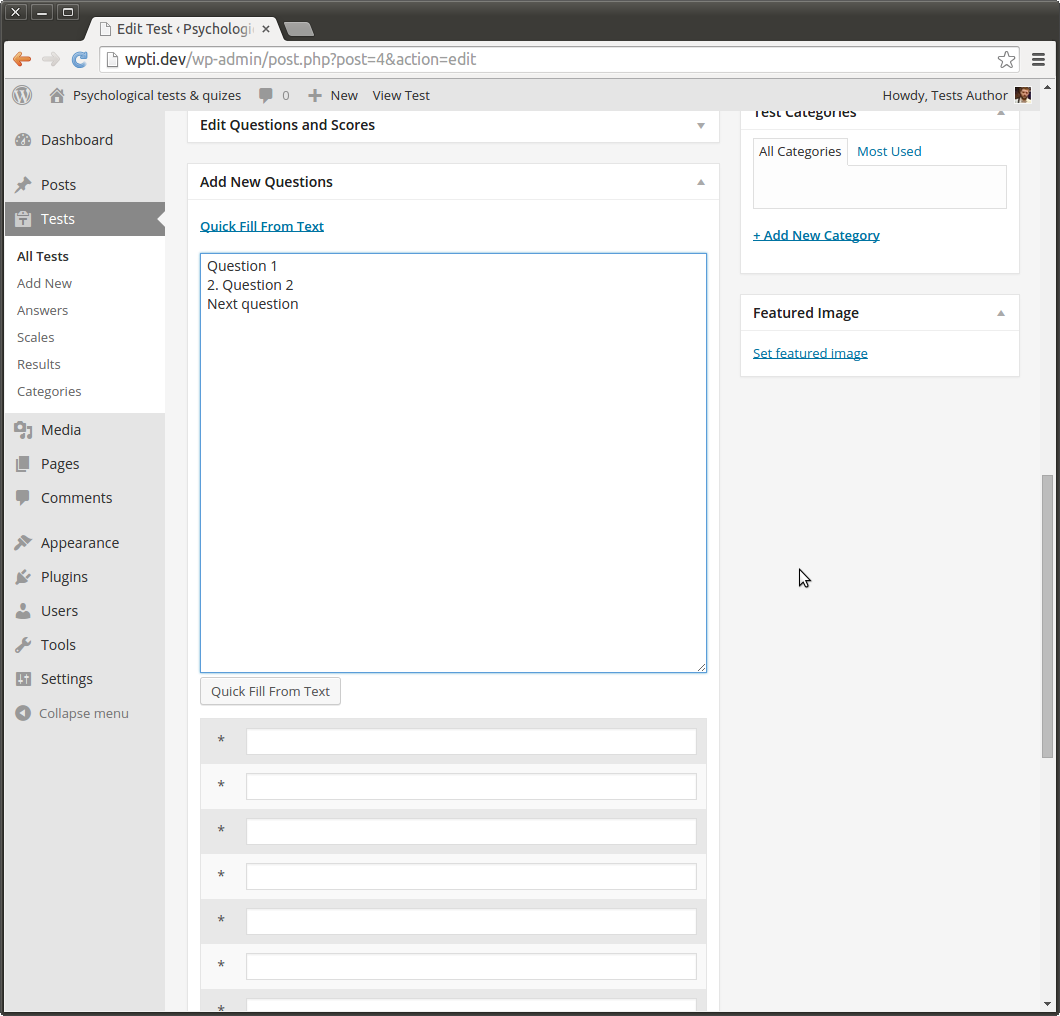 Edit Test ‹ Psychologi
wpti.dev/wp-admin/post.php?post=4&action=edit
Psychological tests & quizes 0 New View Test Howdy, Tests Author
Dashboard
Posts
Tests
All Tests
Add New
Answers
Scales
Results
Categories
Media
Pages
Comments
Appearance
Plugins
Users
Tools
Settings
Collapse menu
Edit Questions and Scores
Add New Questions
Quick Fill From Text
Question 1
2. Question 2
Next question
Quick Fill From Text
*
*
*
*
*
*
*
Test Categories
All Categories Most Used
+ Add New Category
Featured Image
Set featured image